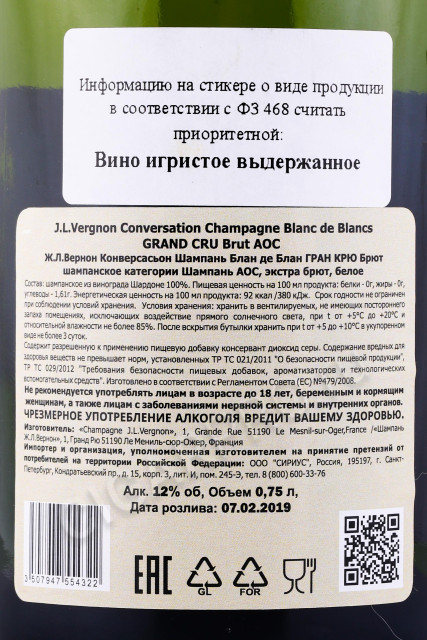 Информацию на стикере о виде продукции
в соответствии с ФЗ 468 считать
приоритетной:
Вино игристое выдержанное
J.L.Vergnon Conversation Champagne Blanc de Blancs
GRAND CRU Brut AOC
Ж.Л.Вернон Конверсасьон Шампань Блан де Блан ГРАН КРЮ Брют
шампанское категории Шампань АОС, экстра брют, белое
Состав: шампанское из винограда Шардоне 100%. Пищевая ценность на 100 мл продукта: белки - 0г, жиры - 0г,
углеводы - 1,61г. Энергетическая ценность на 100 мл продукта: 92 ккал /380 кДж. Срок годности не ограничен
при соблюдении условий хранения. Условия хранения: хранить в вентилируемых, не имеющих постороннего
запаха помещениях, исключающих воздействие прямого солнечного света, при t от +5°С до +20°С и
относительной влажности не более 85%. После вскрытия бутылки хранить при t от +5 до +10°С в укупоренном
виде не более 3 суток.
Содержит разрешенную к применению пищевую добавку консервант диоксид серы. Содержание вредных для
здоровья веществ не превышает норм, установленных ТР ТС 021/2011 "О безопасности пищевой продукции",
ТР ТС 029/2012 "Требования безопасности пищевых добавок, ароматизаторов и технологических
вспомогательных средств". Изготовлено в соответствии с Регламентом Совета (ЕС) №479/2008.
Не рекомендуется употреблять лицам в возрасте до 18 лет, беременным и кормящим
женщинам, а также лицам с заболеваниями нервной системы и внутренних органов.
ЧРЕЗМЕРНОЕ УПОТРЕБЛЕНИЕ АЛКОГОЛЯ ВРЕДИТ ВАШЕМУ ЗДОРОВЬЮ.
Изготовитель: «Champagne J.L.Vergnon», 1, Grande Rue 51190 Le Mesnil-sur-Oger,France /«Шампань
Ж.Л.Вернон», 1, Гранд Рю 51190 Ле Мениль-сюр-Ожер, Франция
Импортер и организация, уполномоченная изготовителем на принятие претензий от
потребителей на территории Российской Федерации: ООО "СИРИУС", Россия, 195197, г. Санкт-
Петербург, Кондратьевский пр., д. 15, корп. 3, лит. И, пом. 245-Э, тел. 8 (800) 600-33-76
Алк. 12% об, Объем 0,75 л,
Дата розлива: 07.02.2019
3 507947 554322
EAC
GL
FOR